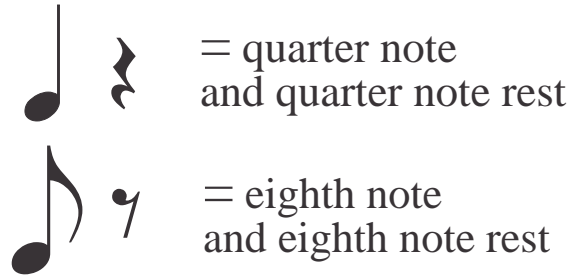 = quarter note
and quarter note rest
= eighth note
and eighth note rest